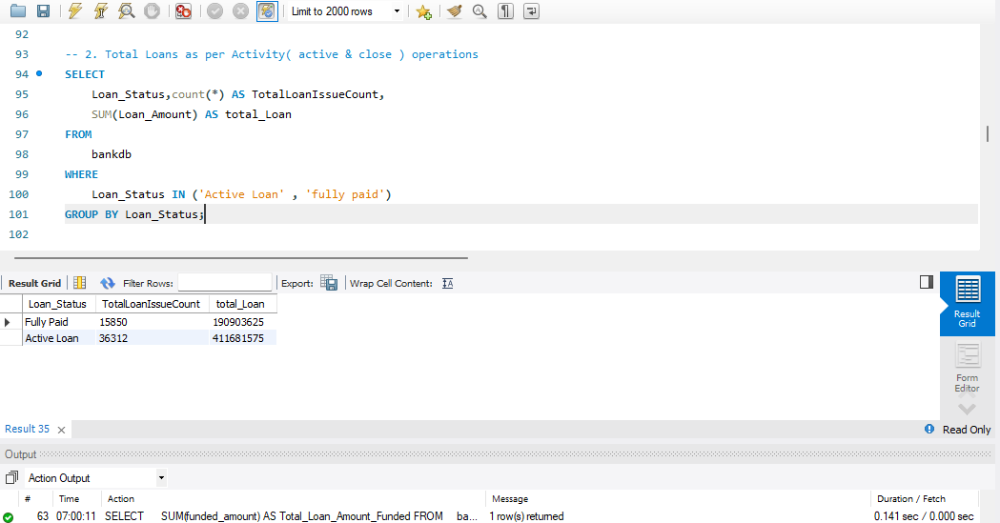 Limit to 2000 rows
92
93 -- 2. Total Loans as per Activity( active & close ) operations
94 SELECT
95 Loan_Status,count(*) AS TotalLoanIssueCount,
96 SUM(Loan_Amount) AS total_Loan
97 FROM
98 bankdb
99 WHERE
100 Loan_Status IN ('Active Loan' , 'fully paid')
101 GROUP BY Loan_Status;
102
Result Grid Filter Rows: Export: Wrap Cell Content: IA
Loan_Status TotalLoanIssueCount total_Loan
Fully Paid 15850 190903625
Active Loan 36312 411681575
Result
Grid
Form
Editor
Result 35 Read Only
Output
Action Output
# Time Action Message Duration / Fetch
63 07:00:11 SELECT SUM(funded_amount) AS Total_Loan_Amount_Funded FROM ba... 1 row(s) returned 0.141 sec / 0.000 sec